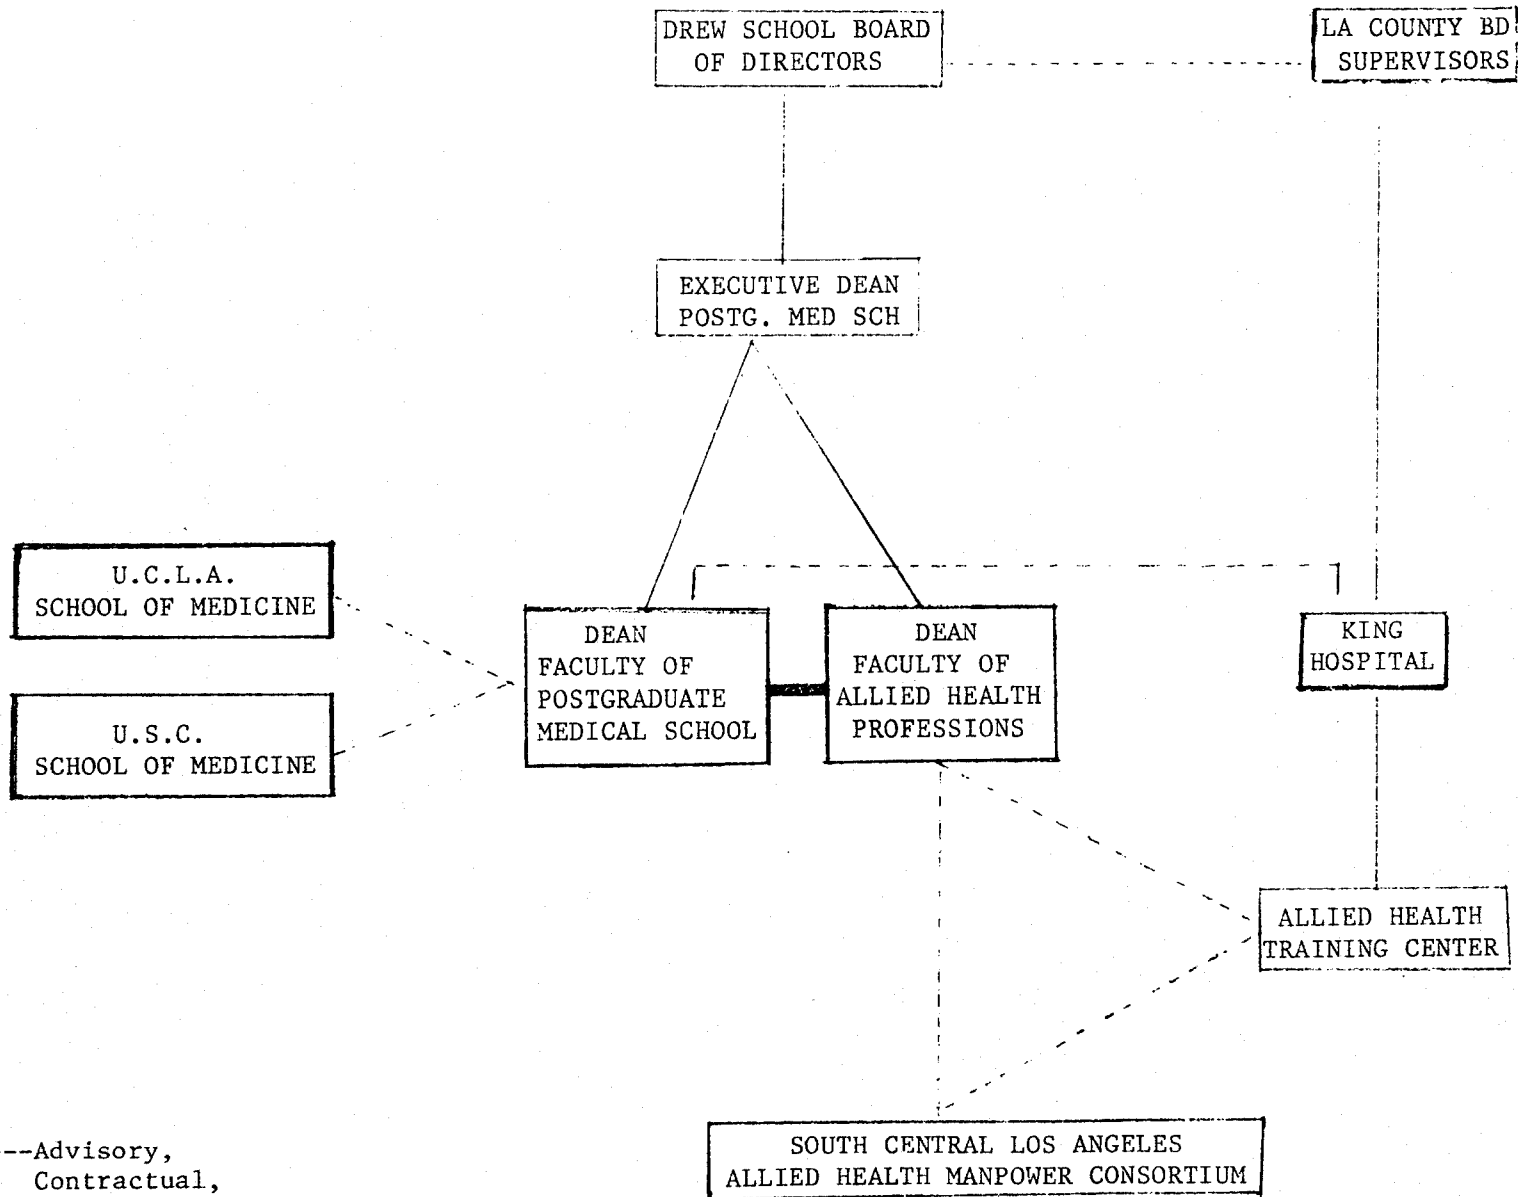 DREW SCHOOL BOARD
OF DIRECTORS
LA COUNTY BD
SUPERVISORS
EXECUTIVE DEAN
POSTG. MED SCH
U.C.L.A.
SCHOOL OF MEDICINE
U.S.C.
SCHOOL OF MEDICINE
DEAN
FACULTY OF
POSTGRADUATE
MEDICAL SCHOOL
DEAN
FACULTY OF
ALLIED HEALTH
PROFESSIONS
KING
HOSPITAL
ALLIED HEALTH
TRAINING CENTER
SOUTH CENTRAL LOS ANGELES
ALLIED HEALTH MANPOWER CONSORTIUM
--Advisory,
Contractual,